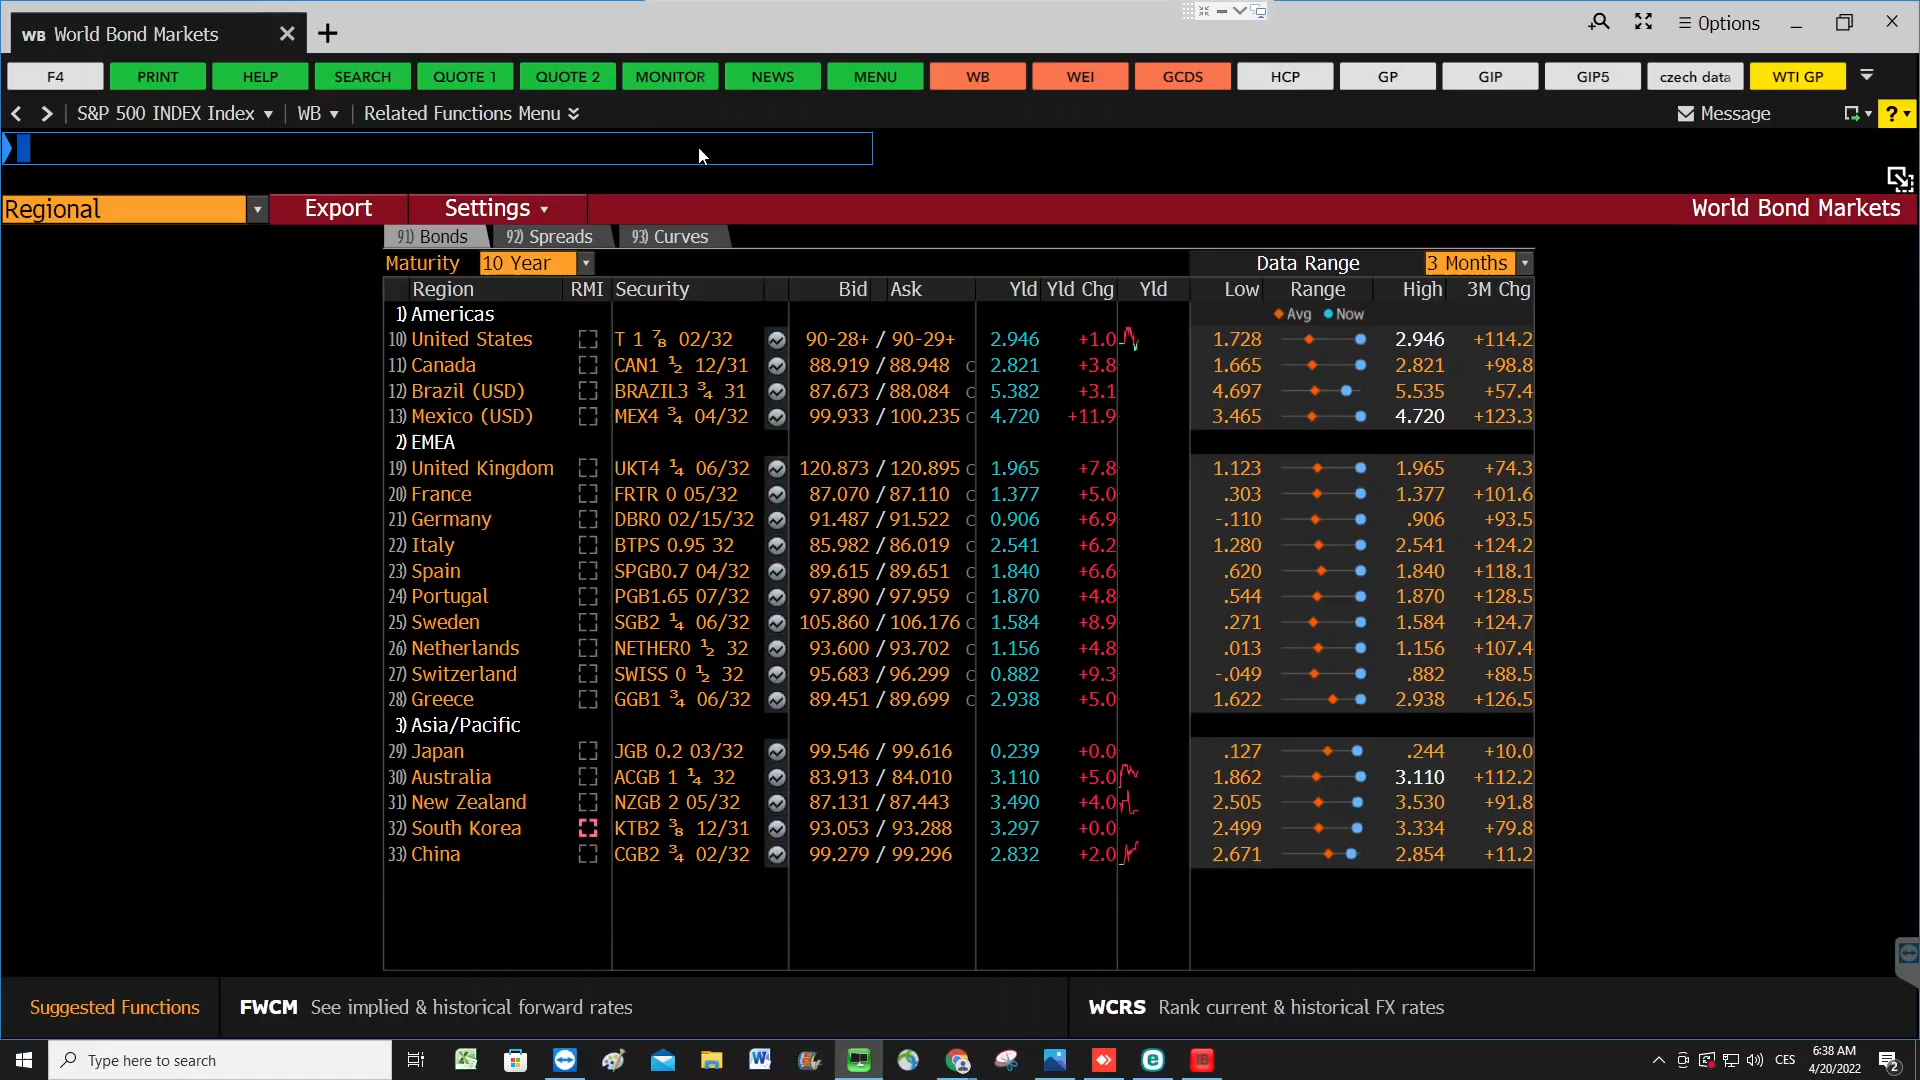 WB World Bond Markets
Options
F4 PRINT HELP SEARCH QUOTE 1 QUOTE 2 MONITOR NEWS MENU WB WEI GCDS HCP GP GIP GIP5 czech data WTI GP
S&P 500 INDEX Index WB Related Functions Menu Message ?
Regional Export Settings World Bond Markets
91) Bonds 92) Spreads 93) Curves
Maturity 10 Year Data Range 3 Months
Region RMI Security Bid Ask Yld Yld Chg Yld Low Range High 3M Chg
1) Americas Avg Now
10) United States T 1 ⅞ 02/32 90-28+ / 90-29+ 2.946 +1.0 1.728 2.946 +114.2
11) Canada CAN1 ½ 12/31 88.919 / 88.948 C 2.821 +3.8 1.665 2.821 +98.8
12) Brazil (USD) BRAZIL3 ¾ 31 87.673 / 88.084 C 5.382 +3.1 4.697 5.535 +57.4
13) Mexico (USD) MEX4 ¾ 04/32 99.933 / 100.235 C 4.720 +11.9 3.465 4.720 +123.3
2) EMEA
19) United Kingdom UKT4 ¼ 06/32 120.873 / 120.895 C 1.965 +7.8 1.123 1.965 +74.3
20) France FRTR 0 05/32 87.070 / 87.110 C 1.377 +5.0 .303 1.377 +101.6
21) Germany DBR0 02/15/32 91.487 / 91.522 C 0.906 +6.9 -.110 .906 +93.5
22) Italy BTPS 0.95 32 85.982 / 86.019 C 2.541 +6.2 1.280 2.541 +124.2
23) Spain SPGB0.7 04/32 89.615 / 89.651 C 1.840 +6.6 .620 1.840 +118.1
24) Portugal PGB1.65 07/32 97.890 / 97.959 C 1.870 +4.8 .544 1.870 +128.5
25) Sweden SGB2 ¼ 06/32 105.860 / 106.176 C 1.584 +8.9 .271 1.584 +124.7
26) Netherlands NETHER0 ½ 32 93.600 / 93.702 C 1.156 +4.8 .013 1.156 +107.4
27) Switzerland SWISS 0 ½ 32 95.683 / 96.299 C 0.882 +9.3 -.049 .882 +88.5
28) Greece GGB1 ¾ 06/32 89.451 / 89.699 C 2.938 +5.0 1.622 2.938 +126.5
3) Asia/Pacific
29) Japan JGB 0.2 03/32 99.546 / 99.616 0.239 +0.0 .127 .244 +10.0
30) Australia ACGB 1 ¼ 32 83.913 / 84.010 3.110 +5.0 1.862 3.110 +112.2
31) New Zealand NZGB 2 05/32 87.131 / 87.443 3.490 +4.0 2.505 3.530 +91.8
32) South Korea KTB2 ⅜ 12/31 93.053 / 93.288 3.297 +0.0 2.499 3.334 +79.8
33) China CGB2 ¾ 02/32 99.279 / 99.296 2.832 +2.0 2.671 2.854 +11.2
Suggested Functions FWCM See implied & historical forward rates WCRS Rank current & historical FX rates
Type here to search
CES
6:38 AM
4/20/2022
2